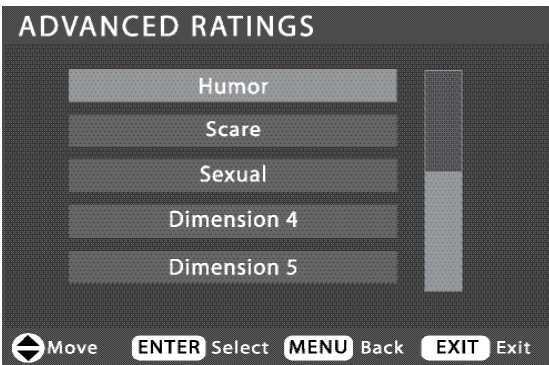 ADVANCED RATINGS
Humor
Scare
Sexual
Dimension 4
Dimension 5
Move ENTER Select MENU Back EXIT Exit